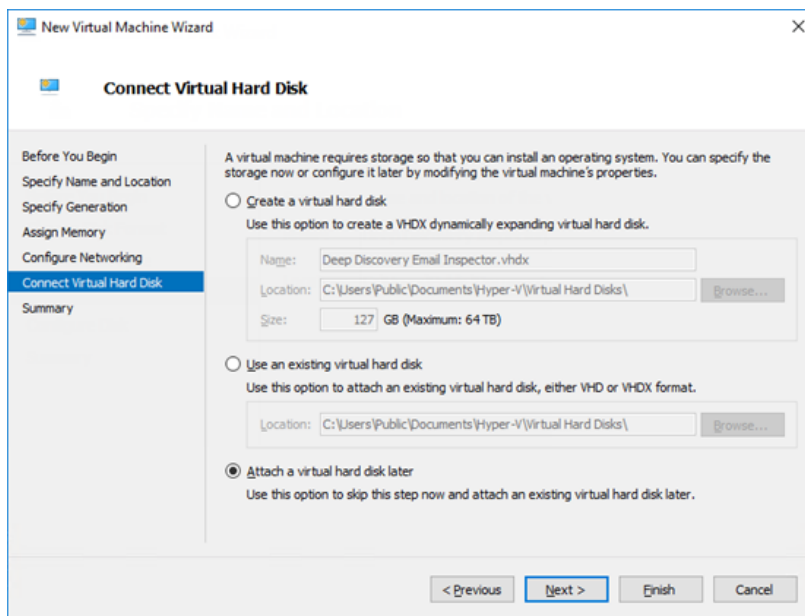 New Virtual Machine Wizard
Connect Virtual Hard Disk
Before You Begin
Specify Name and Location
Specify Generation
Assign Memory
Configure Networking
Connect Virtual Hard Disk
Summary
A virtual machine requires storage so that you can install an operating system. You can specify the
storage now or configure it later by modifying the virtual machine's properties.
Create a virtual hard disk
Use this option to create a VHDX dynamically expanding virtual hard disk.
Name: Deep Discovery Email Inspector.vhdx
Location: C:\Users\Public\Documents\Hyper-V\Virtual Hard Disks\ Browse...
Size: 127 GB (Maximum: 64 TB)
Use an existing virtual hard disk
Use this option to attach an existing virtual hard disk, either VHD or VHDX format.
Location: C:\Users\Public\Documents\Hyper-V\Virtual Hard Disks\ Browse...
Attach a virtual hard disk later
Use this option to skip this step now and attach an existing virtual hard disk later.
< Previous Next > Finish Cancel